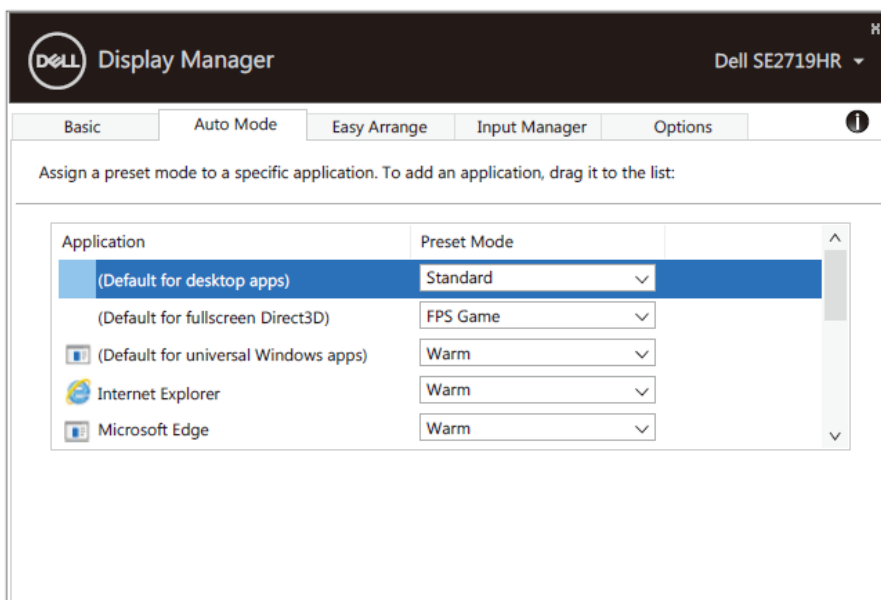 DELL Display Manager
Dell SE2719HR
Basic Auto Mode Easy Arrange Input Manager Options
Assign a preset mode to a specific application. To add an application, drag it to the list:
Application Preset Mode
(Default for desktop apps) Standard
(Default for fullscreen Direct3D) FPS Game
(Default for universal Windows apps) Warm
Internet Explorer Warm
Microsoft Edge Warm